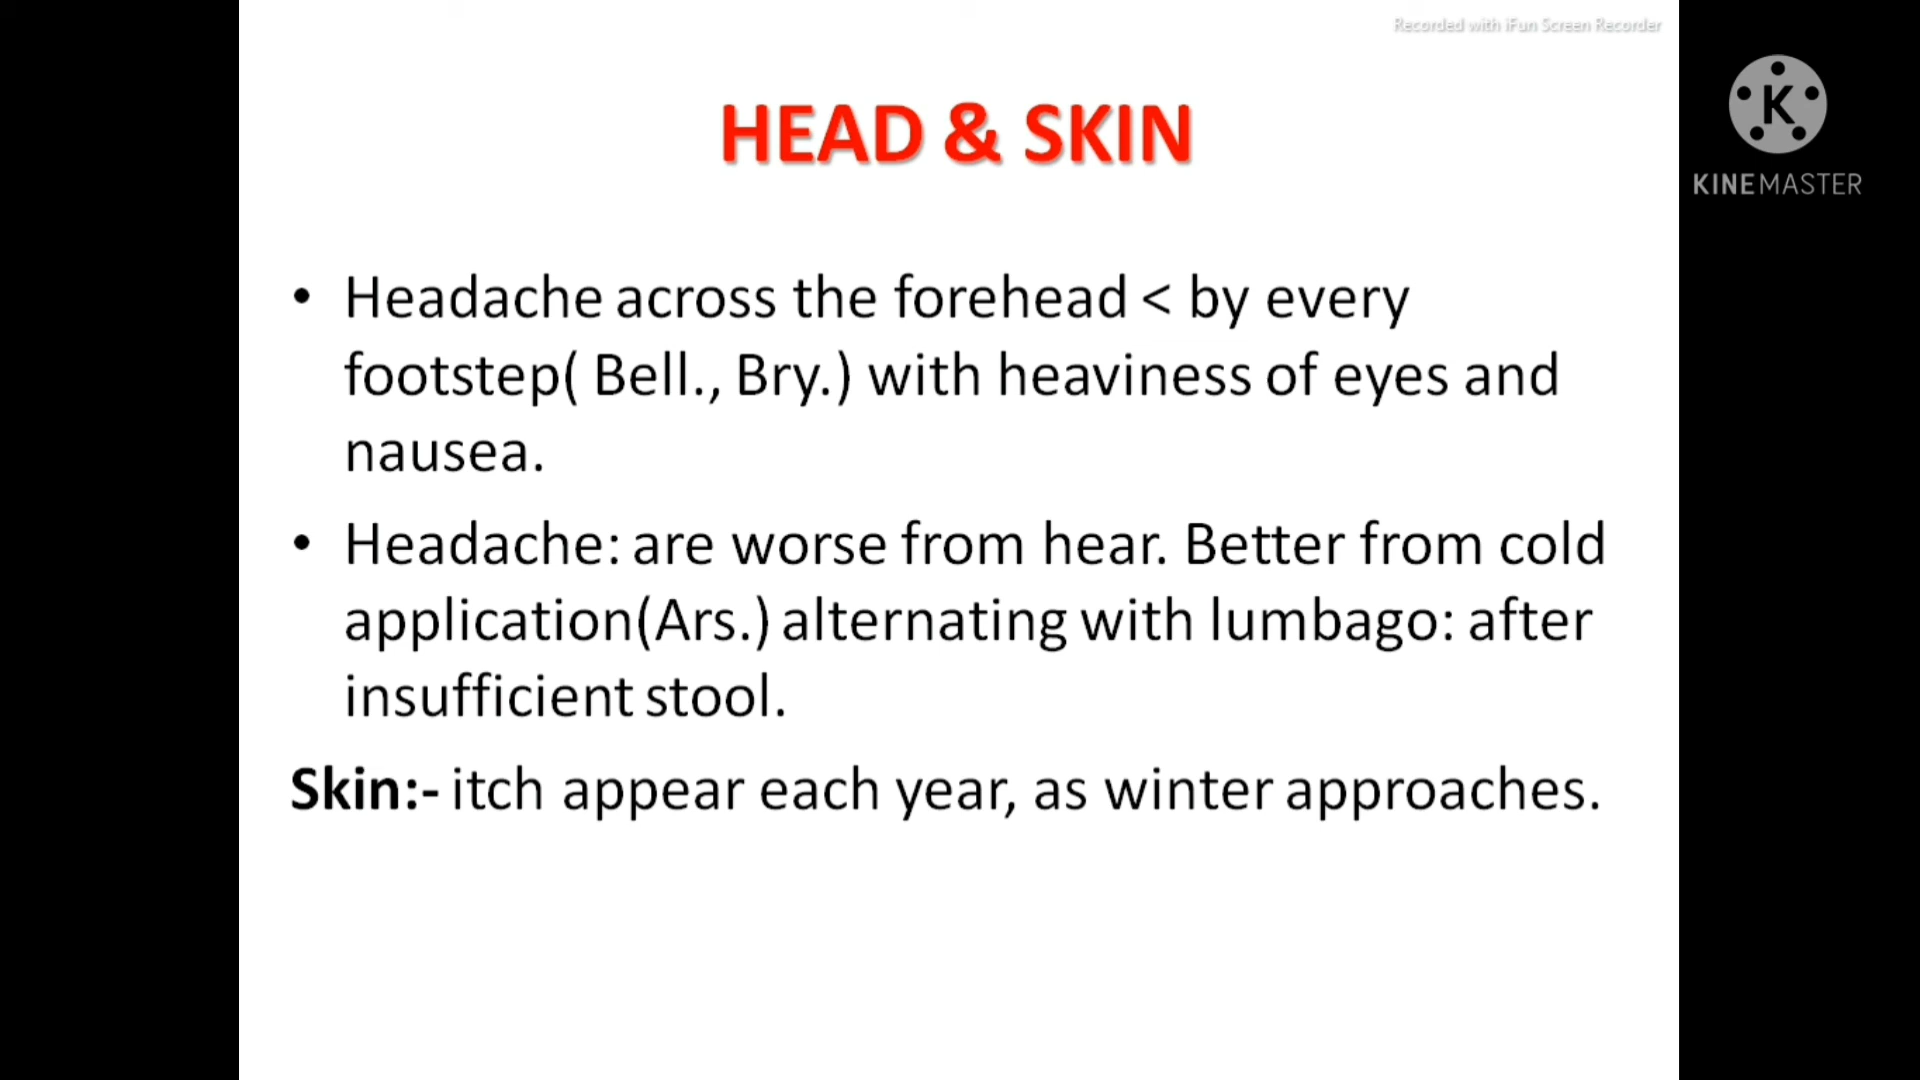 Recorded with iFun Screen Recorder
HEAD & SKIN
K
KINEMASTER
• Headache across the forehead < by every
footstep( Bell., Bry.) with heaviness of eyes and
nausea.
• Headache: are worse from hear. Better from cold
application(Ars.) alternating with lumbago: after
insufficient stool.
Skin:- itch appear each year, as winter approaches.